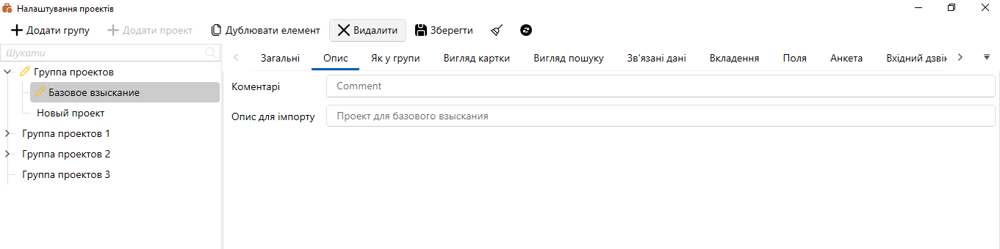 Налаштування проектів
Додати групу Додати проект Дублювати елемент Видалити Зберегти
Шукати
Загальні Опис Як у групи Вигляд картки Вигляд пошуку Зв'язані дані Вкладення Поля Анкета Вхідний дзвін
Группа проектов
Базовое взыскание
Новый проект
Группа проектов 1
Группа проектов 2
Группа проектов 3
Коментарі Comment
Опис для імпорту Проект для базового взыскания